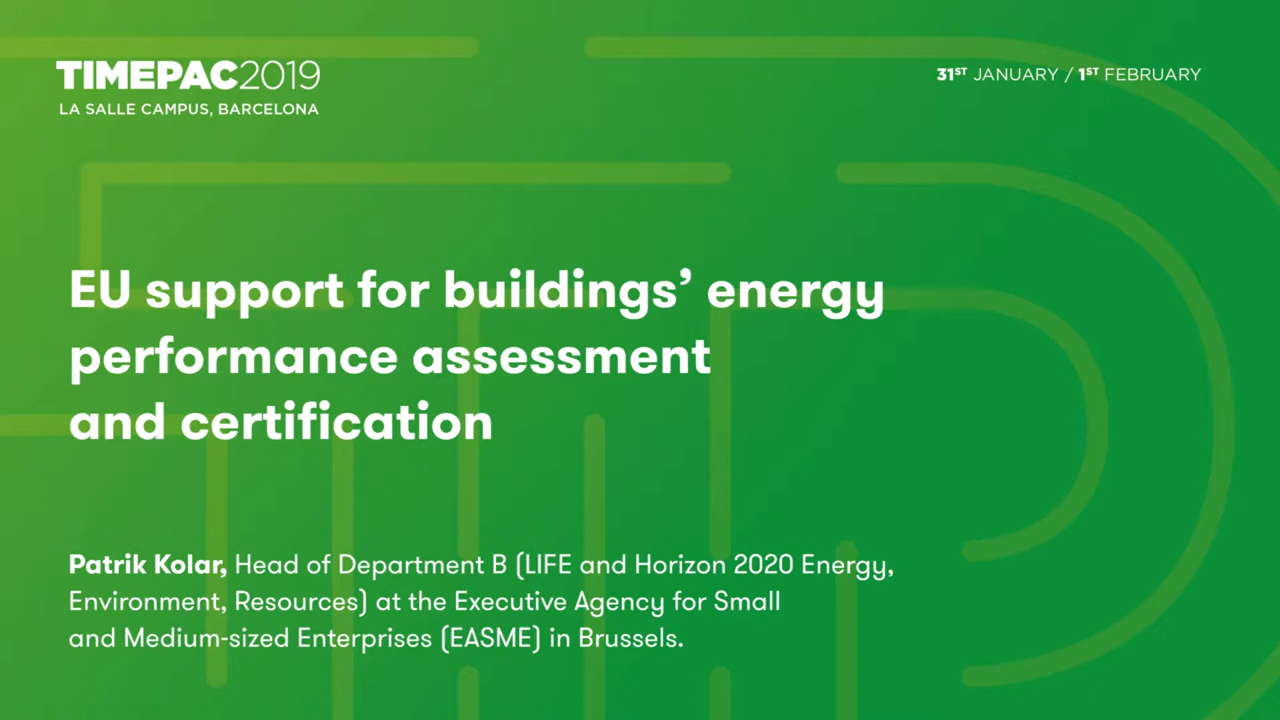 TIMEPAC2019
LA SALLE CAMPUS, BARCELONA
31ST JANUARY / 1ST FEBRUARY
EU support for buildings’ energy
performance assessment
and certification
Patrik Kolar, Head of Department B (LIFE and Horizon 2020 Energy,
Environment, Resources) at the Executive Agency for Small
and Medium-sized Enterprises (EASME) in Brussels.